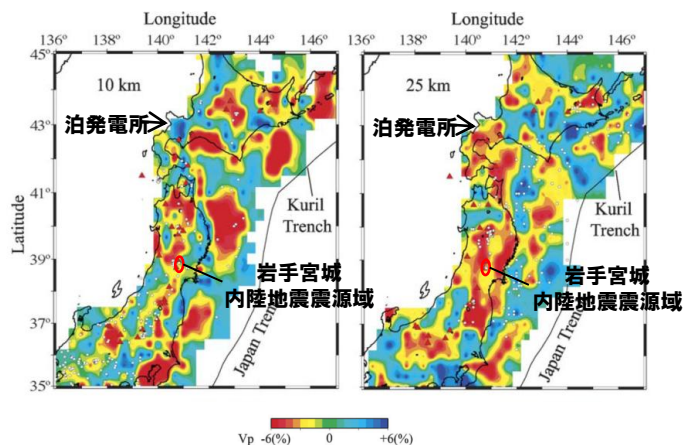 Longitude
Longitude
136° 138° 140° 142° 144° 146°
136° 138° 140° 142° 144° 146°
45°
10 km
25 km
泊発電所
泊発電所
43°
41°
Latitude
Kuril
Trench
Kuril
Trench
39°
岩手宮城
内陸地震震源域
岩手宮城
内陸地震震源域
37°
Japan Trench
Japan Trench
35°
Vp -6(%) 0 +6(%)